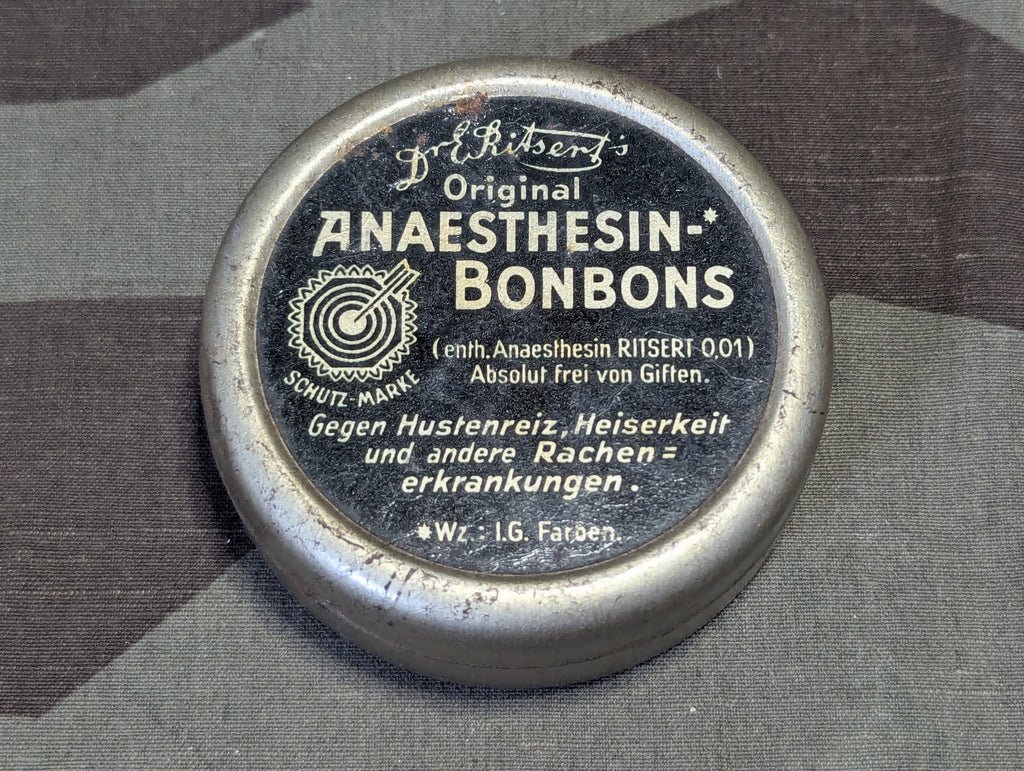 Dr E. Ritsert's
Original
ANAESTHESIN-*
BONBONS
(enth. Anaesthesin RITSERT 0,01)
Absolut frei von Giften.
SCHUTZ-MARKE
Gegen Hustenreiz, Heiserkeit
und andere Rachen=
erkrankungen.
*Wz.: I.G. Farben.